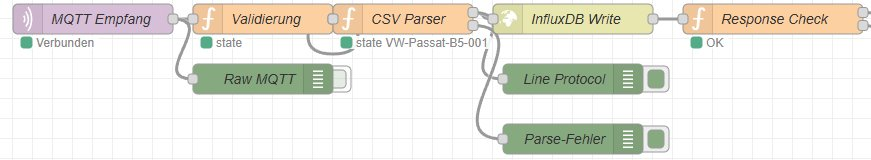 MQTT Empfang
Verbunden
Validierung
state
CSV Parser
state VW-Passat-B5-001
InfluxDB Write
Response Check
OK
Raw MQTT
Line Protocol
Parse-Fehler